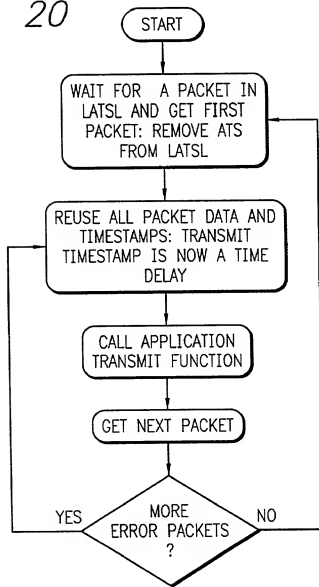 20
START
WAIT FOR A PACKET IN
LATSL AND GET FIRST
PACKET: REMOVE ATS
FROM LATSL
REUSE ALL PACKET DATA AND
TIMESTAMPS: TRANSMIT
TIMESTAMP IS NOW A TIME
DELAY
CALL APPLICATION
TRANSMIT FUNCTION
GET NEXT PACKET
YES
MORE
ERROR PACKETS
?
NO